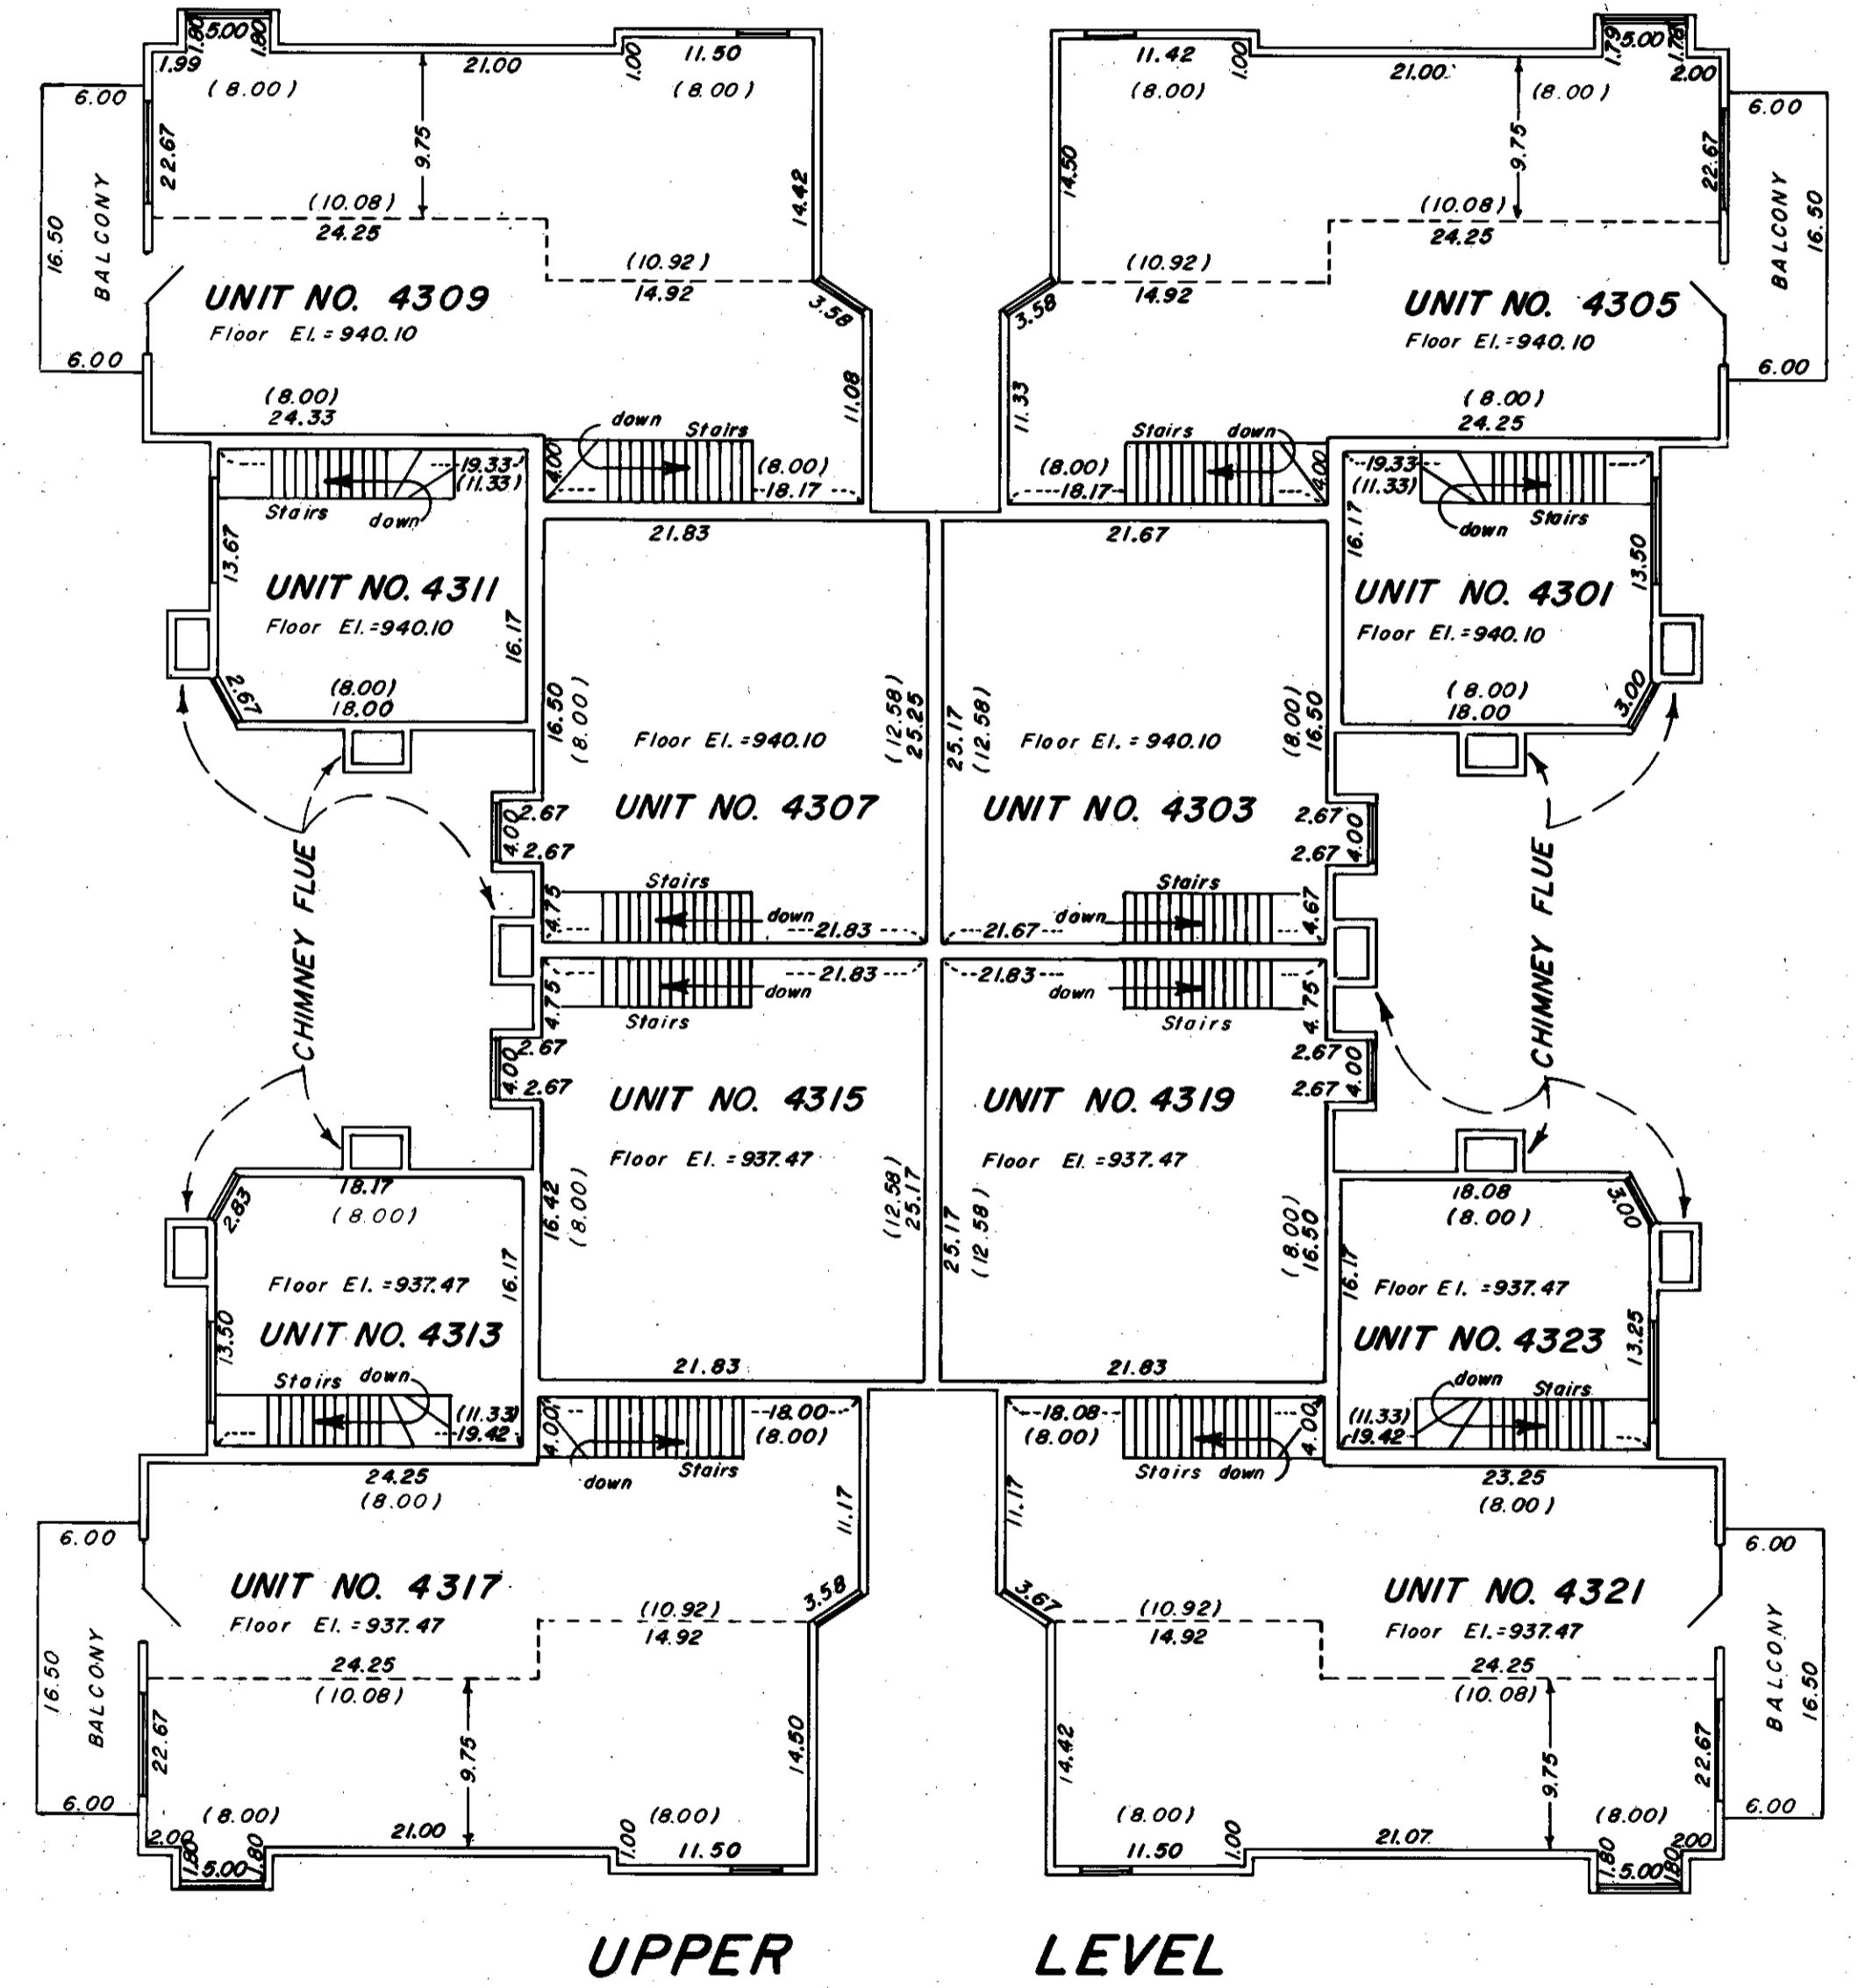 1.80 5.00 1.80
1.99
21.00
1.00
11.50
(8.00)
(8.00)
6.00
22.67
9.75
14.42
16.50
BALCONY
(10.08)
24.25
(10.92)
14.92
3.58
UNIT NO. 4309
Floor El. = 940.10
6.00
(8.00)
24.33
11.08
down
Stairs
4.00
(8.00)
18.17
11.42
1.00
(8.00)
21.00
1.79 5.00 1.78
2.00
(8.00)
6.00
14.50
9.75
22.67
BALCONY
16.50
(10.08)
24.25
(10.92)
14.92
3.58
UNIT NO. 4305
Floor El. = 940.10
6.00
11.33
(8.00)
24.25
Stairs
down
4.00
(8.00)
18.17
19.33
(11.33)
Stairs
down
13.67
UNIT NO. 4311
Floor El. = 940.10
16.17
2.67
(8.00)
18.00
21.83
16.50
(8.00)
(12.58)
25.25
Floor El. = 940.10
UNIT NO. 4307
2.67
4.00
2.67
4.75
Stairs
down
21.83
21.67
25.17
(12.58)
(8.00)
16.50
Floor El. = 940.10
UNIT NO. 4303
2.67
4.00
2.67
4.67
Stairs
down
21.67
19.33
(11.33)
16.17
down
Stairs
13.50
UNIT NO. 4301
Floor El. = 940.10
(8.00)
18.00
3.00
CHIMNEY FLUE
CHIMNEY FLUE
21.83
down
Stairs
4.75
2.67
4.00
2.67
UNIT NO. 4315
Floor El. = 937.47
16.42
(8.00)
(12.58)
25.17
21.83
21.83
down
Stairs
4.75
2.67
4.00
2.67
UNIT NO. 4319
Floor El. = 937.47
25.17
(12.58)
(8.00)
16.50
21.83
2.83
18.17
(8.00)
16.17
Floor El. = 937.47
UNIT NO. 4313
13.50
Stairs
down
(11.33)
19.42
18.08
(8.00)
3.00
16.17
Floor El. = 937.47
UNIT NO. 4323
13.25
down
Stairs
(11.33)
19.42
24.25
(8.00)
4.00
18.00
(8.00)
down
Stairs
11.17
6.00
16.50
BALCONY
UNIT NO. 4317
Floor El. = 937.47
3.58
(10.92)
14.92
24.25
(10.08)
22.67
9.75
14.50
6.00
(8.00)
(8.00)
2.00
1.80 5.00 1.80
21.00
1.00
11.50
18.08
(8.00)
4.00
Stairs
down
11.17
23.25
(8.00)
6.00
UNIT NO. 4321
Floor El. = 937.47
3.67
(10.92)
14.92
24.25
(10.08)
BALCONY
16.50
14.42
9.75
22.67
(8.00)
(8.00)
6.00
11.50
1.00
21.07
1.80 5.00 1.80
2.00
UPPER LEVEL